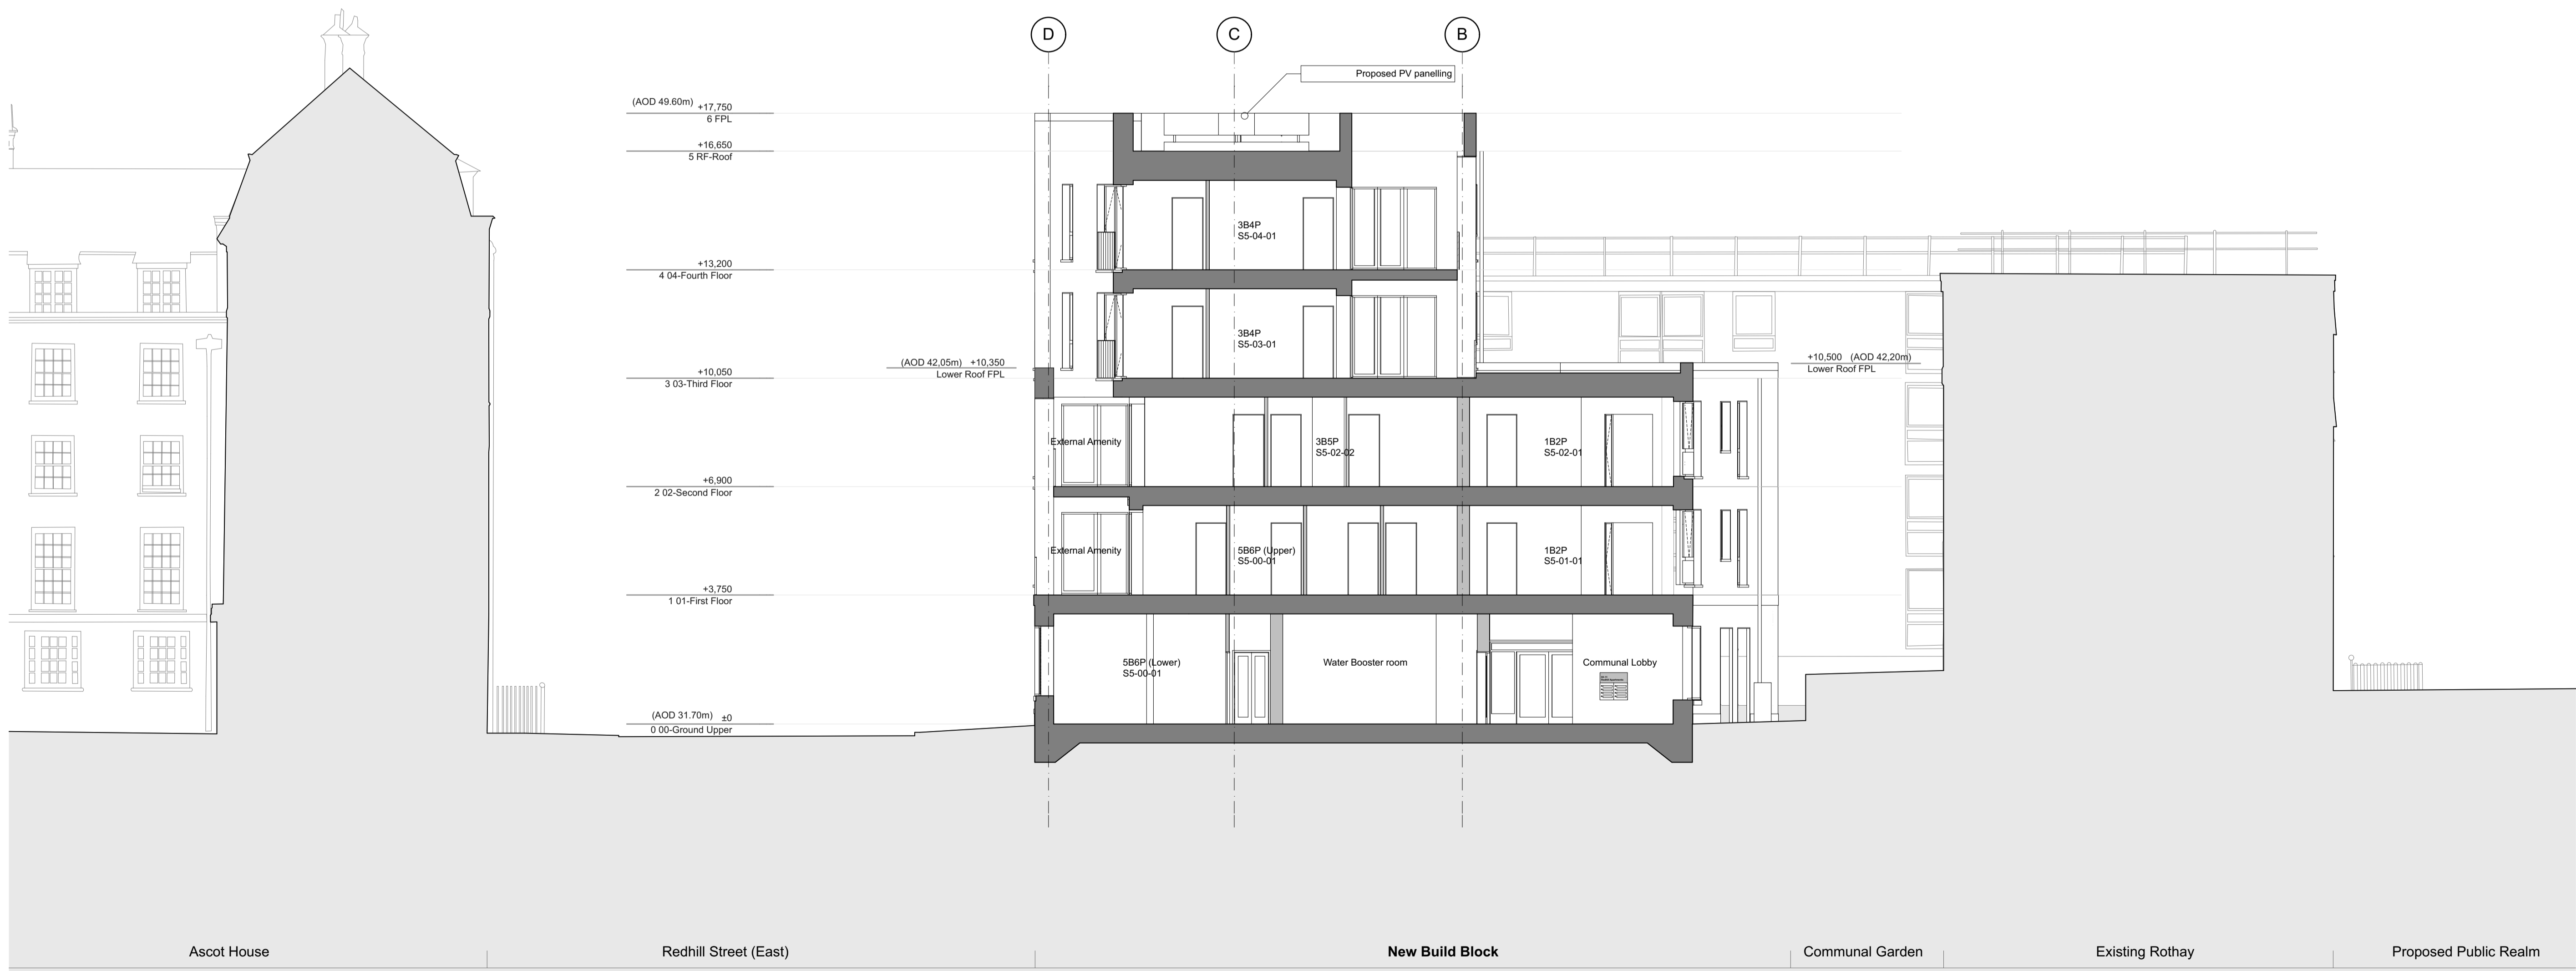 D
C
B
Proposed PV panelling
(AOD 49.60m) +17,750
6 FPL
+16,650
5 RF-Roof
3B4P
S5-04-01
+13,200
4 04-Fourth Floor
3B4P
S5-03-01
(AOD 42,05m) +10,350
Lower Roof FPL
+10,500 (AOD 42,20m)
Lower Roof FPL
+10,050
3 03-Third Floor
External Amenity
3B5P
S5-02-02
1B2P
S5-02-01
+6,900
2 02-Second Floor
External Amenity
5B6P (Upper)
S5-00-01
1B2P
S5-01-01
+3,750
1 01-First Floor
5B6P (Lower)
S5-00-01
Water Booster room
Communal Lobby
(AOD 31.70m) ±0
0 00-Ground Upper
Ascot House
Redhill Street (East)
New Build Block
Communal Garden
Existing Rothay
Proposed Public Realm